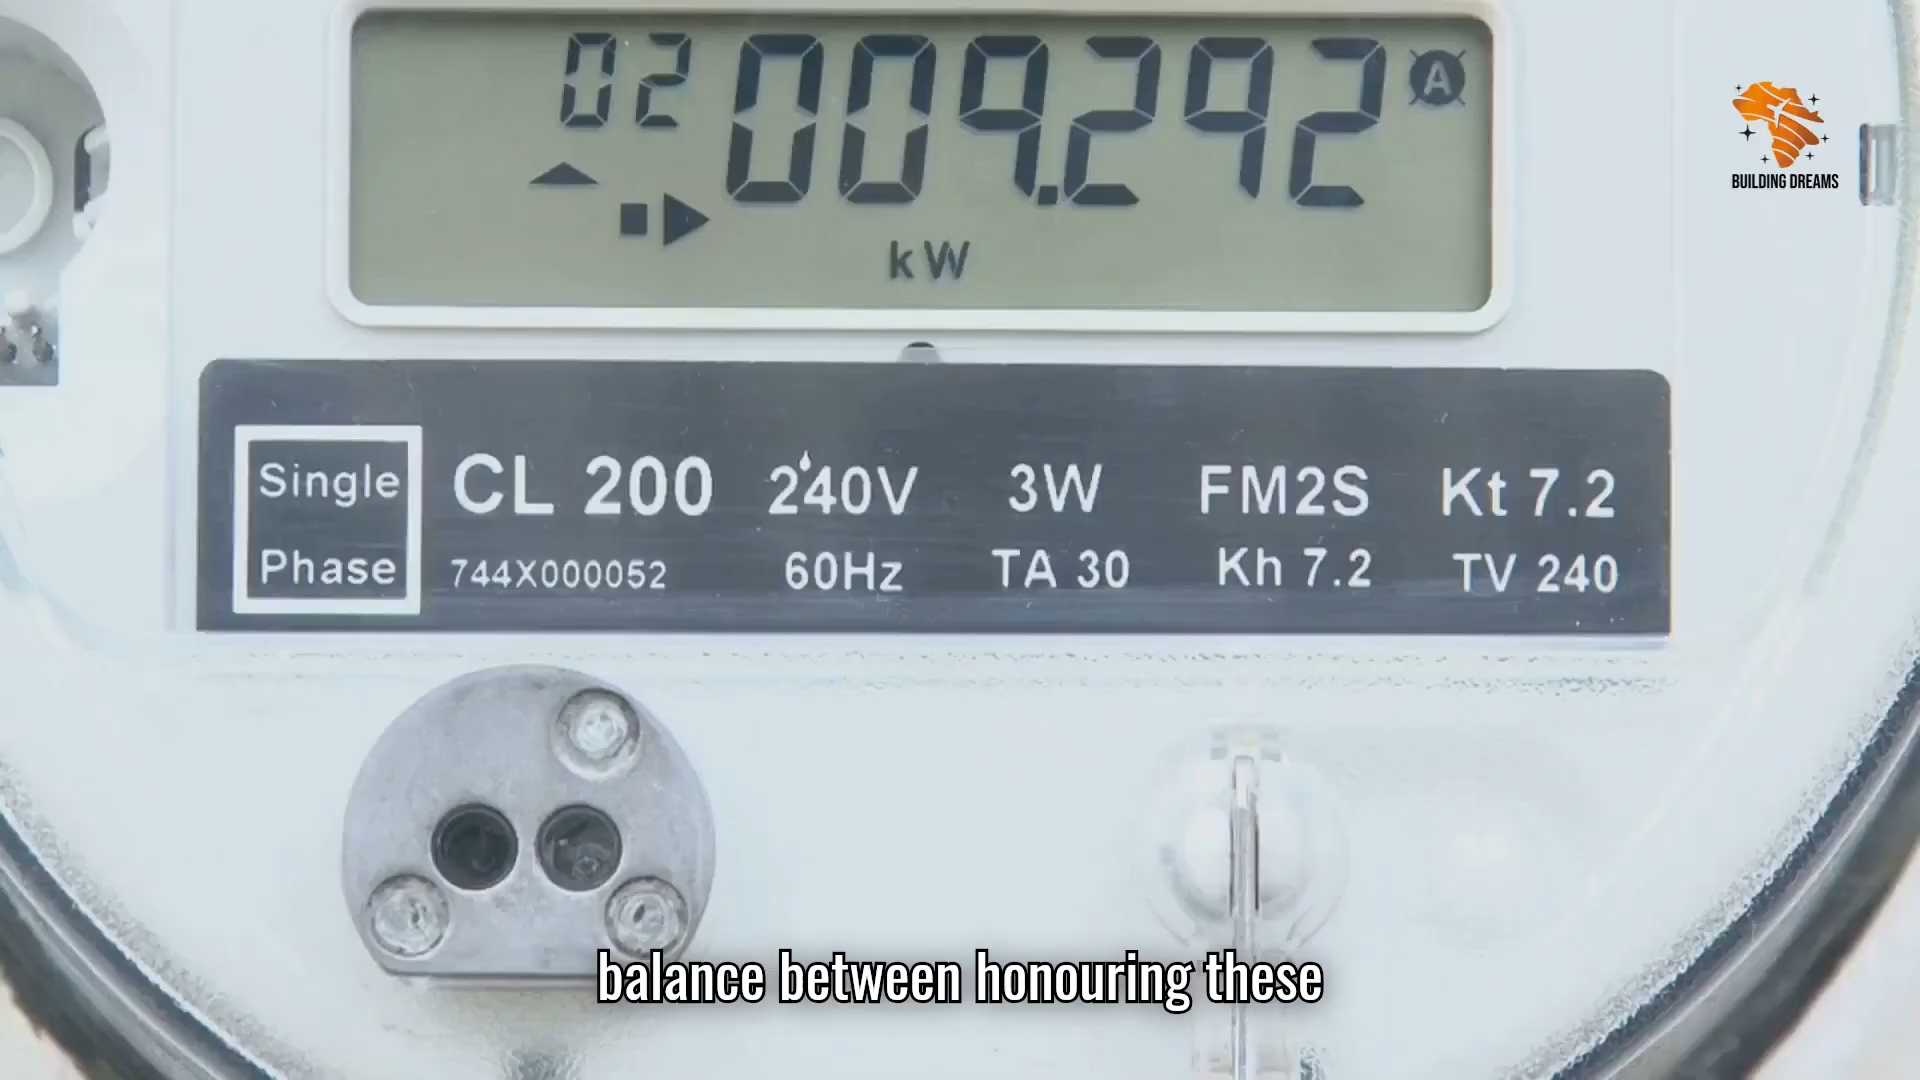 02 009.292 A
kW
BUILDING DREAMS
Single
Phase
CL 200 240V 3W FM2S Kt 7.2
744X000052 60Hz TA 30 Kh 7.2 TV 240
balance between honouring these